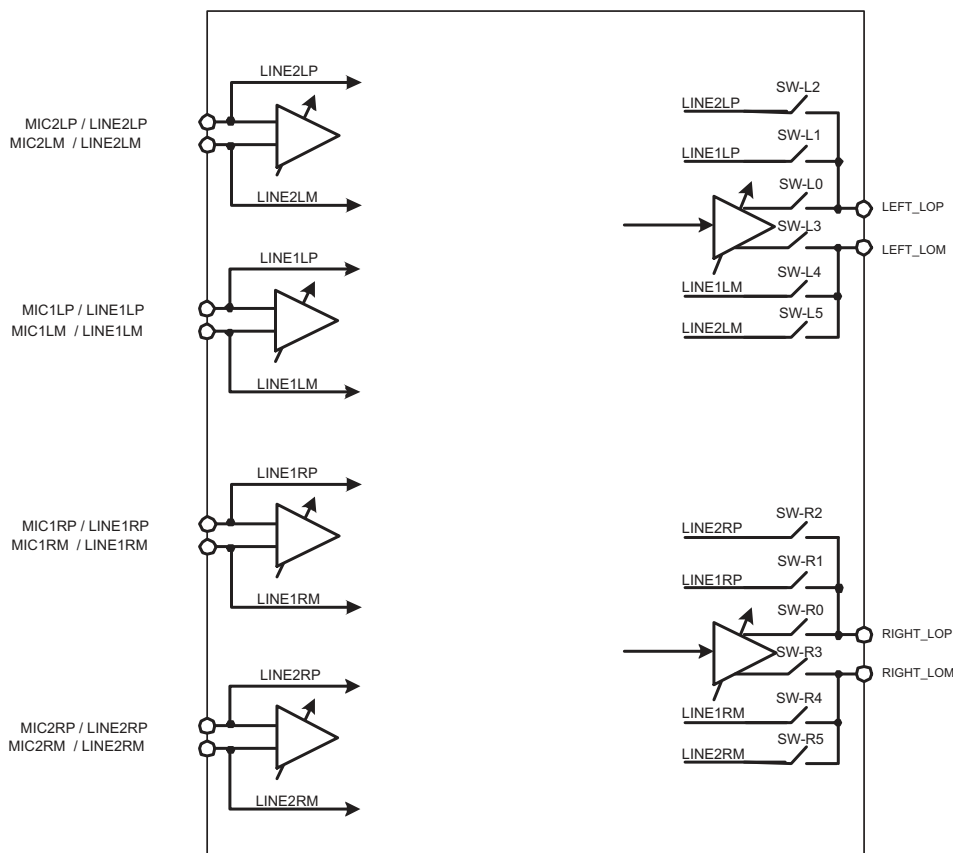 LINE2LP
MIC2LP / LINE2LP
MIC2LM / LINE2LM
LINE2LM
LINE1LP
MIC1LP / LINE1LP
MIC1LM / LINE1LM
LINE1LM
LINE1RP
MIC1RP / LINE1RP
MIC1RM / LINE1RM
LINE1RM
LINE2RP
MIC2RP / LINE2RP
MIC2RM / LINE2RM
LINE2RM
SW-L2
LINE2LP
SW-L1
LINE1LP
SW-L0
LEFT_LOP
SW-L3
LEFT_LOM
SW-L4
LINE1LM
SW-L5
LINE2LM
SW-R2
LINE2RP
SW-R1
LINE1RP
SW-R0
RIGHT_LOP
SW-R3
RIGHT_LOM
SW-R4
LINE1RM
SW-R5
LINE2RM